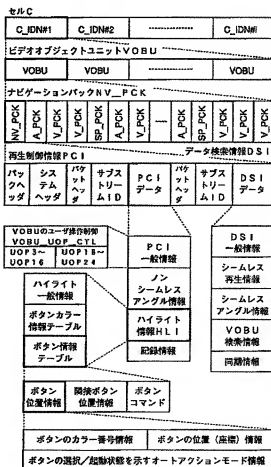 セルC
C_IDN#1 C_IDN#2 C_IDN#i
ビデオオブジェクトユニットVOBU
VOBU VOBU VOBU
ナビゲーションパックNV_PCK
NV_PCK A_PCK V_PCK V_PCK SP_PCK A_PCK V_PCK V_PCK A_PCK SP_PCK V_PCK V_PCK
再生制御情報PCI データ検索情報DSI
パックヘッダ システムヘッダ パケットヘッダ サブストリームID PCIデータ パケットヘッダ サブストリームID DSIデータ
VOBUのユーザ操作制御
VOBU_UOP_CTL
UOP3〜UOP16 UOP18〜UOP24
PCI一般情報
ノンシームレスアングル情報
ハイライト情報HLI
記録情報
DSI一般情報
シームレス再生情報
シームレスアングル情報
VOBU検索情報
同期情報
ハイライト一般情報
ボタンカラー情報テーブル
ボタン情報テーブル
ボタン位置情報 隣接ボタン位置情報 ボタンコマンド
ボタンのカラー番号情報 ボタンの位置（座標）情報
ボタンの選択／起動状態を示すオートアクションモード情報